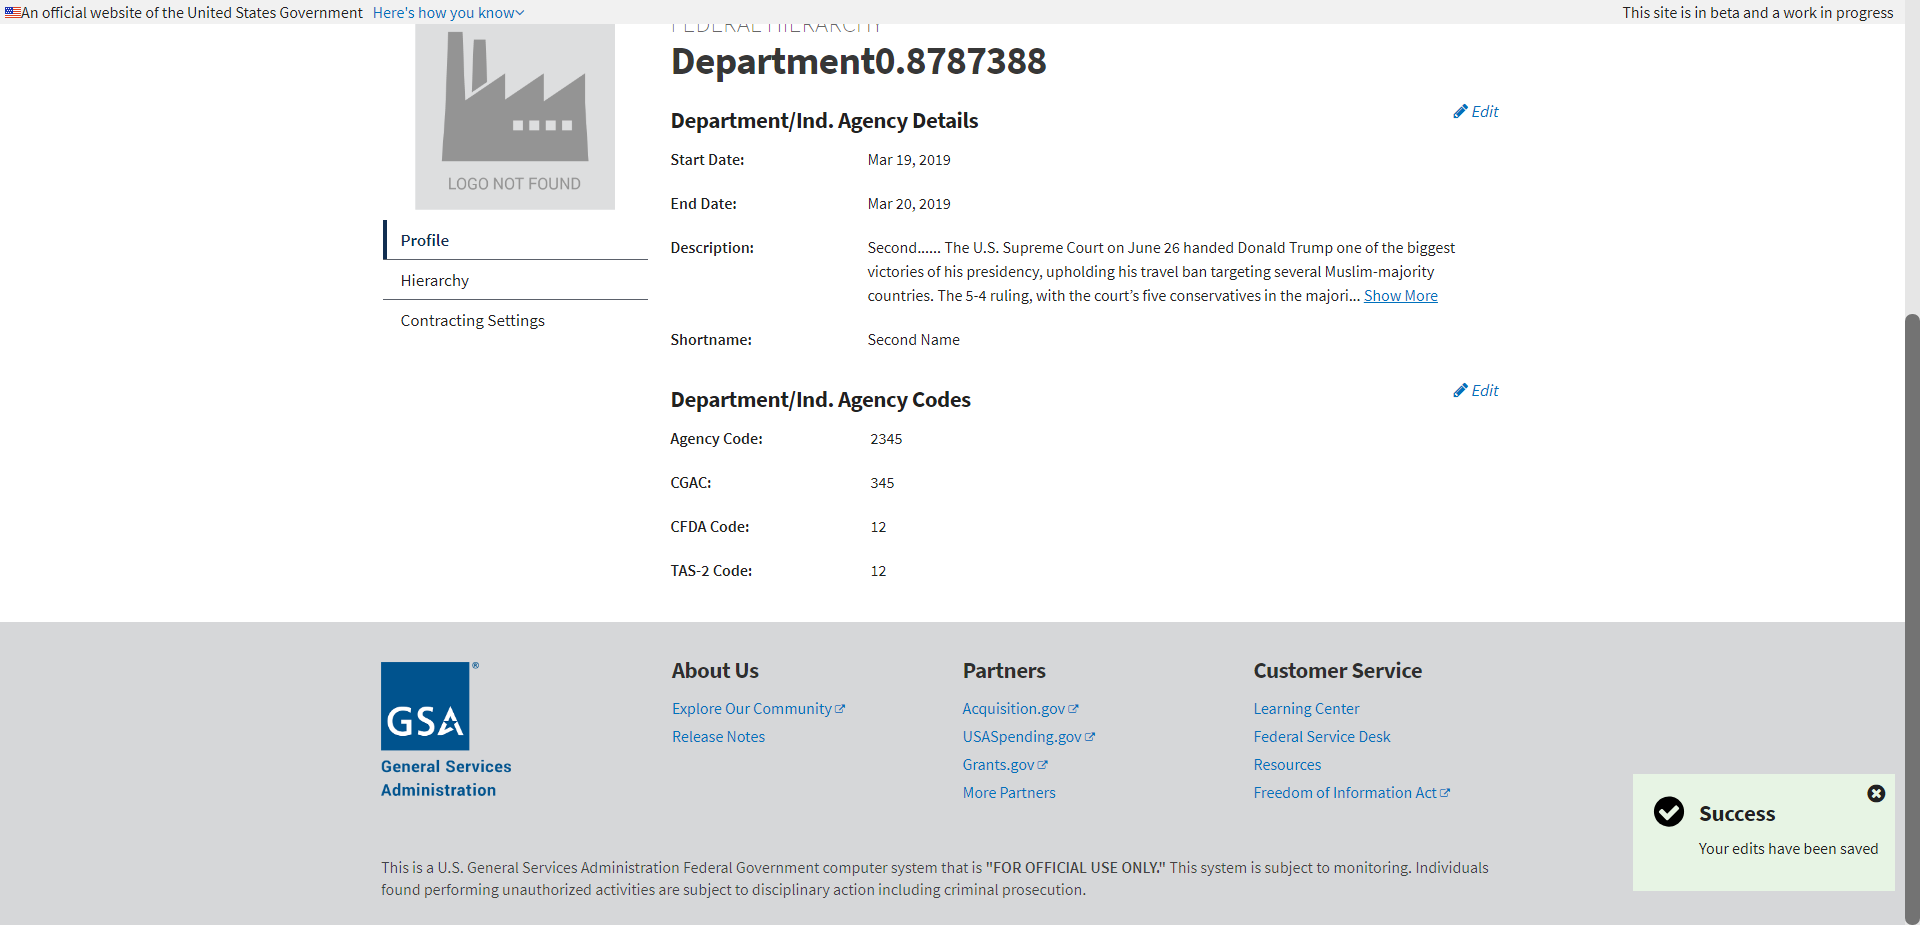 An official website of the United States Government Here's how you know
This site is in beta and a work in progress
FEDERAL HIERARCHY
Department0.8787388
LOGO NOT FOUND
Profile
Hierarchy
Contracting Settings
Department/Ind. Agency Details
Edit
Start Date: Mar 19, 2019
End Date: Mar 20, 2019
Description: Second...... The U.S. Supreme Court on June 26 handed Donald Trump one of the biggest
victories of his presidency, upholding his travel ban targeting several Muslim-majority
countries. The 5-4 ruling, with the court’s five conservatives in the majori... Show More
Shortname: Second Name
Department/Ind. Agency Codes
Edit
Agency Code: 2345
CGAC: 345
CFDA Code: 12
TAS-2 Code: 12
GSA®
General Services
Administration
About Us
Explore Our Community
Release Notes
Partners
Acquisition.gov
USASpending.gov
Grants.gov
More Partners
Customer Service
Learning Center
Federal Service Desk
Resources
Freedom of Information Act
Success
Your edits have been saved
This is a U.S. General Services Administration Federal Government computer system that is "FOR OFFICIAL USE ONLY." This system is subject to monitoring. Individuals
found performing unauthorized activities are subject to disciplinary action including criminal prosecution.